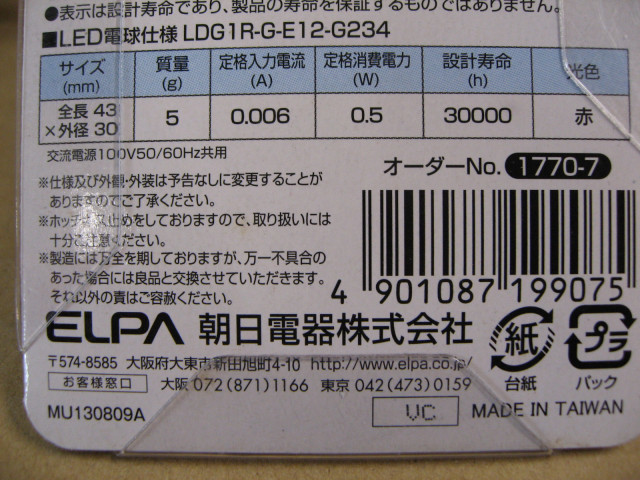 ●表示は設計寿命であり、製品の寿命を保証するものではありません。
■LED電球仕様 LDG1R-G-E12-G234
サイズ (mm) 質量 (g) 定格入力電流 (A) 定格消費電力 (W) 設計寿命 (h) 光色
全長 43 ×外径 30 5 0.006 0.5 30000 赤
交流電源100V50/60Hz共用
オーダーNo. 1770-7
※仕様及び外観・外装は予告なしに変更することが
ありますのでご了承ください。
※ホッチキス止めをしておりますので、取り扱いには
十分ご注意ください。
※製造には万全を期しておりますが、万一不具合の
あった場合には良品と交換させていただきます。
それ以外の責はご容赦ください。
4 901087 199075
ELPA 朝日電器株式会社
〒574-8585 大阪府大東市新田旭町4-10 http://www.elpa.co.jp/
お客様窓口 大阪 072(871)1166 東京 042(473)0159
紙 プラ
台紙 パック
MU130809A VC MADE IN TAIWAN